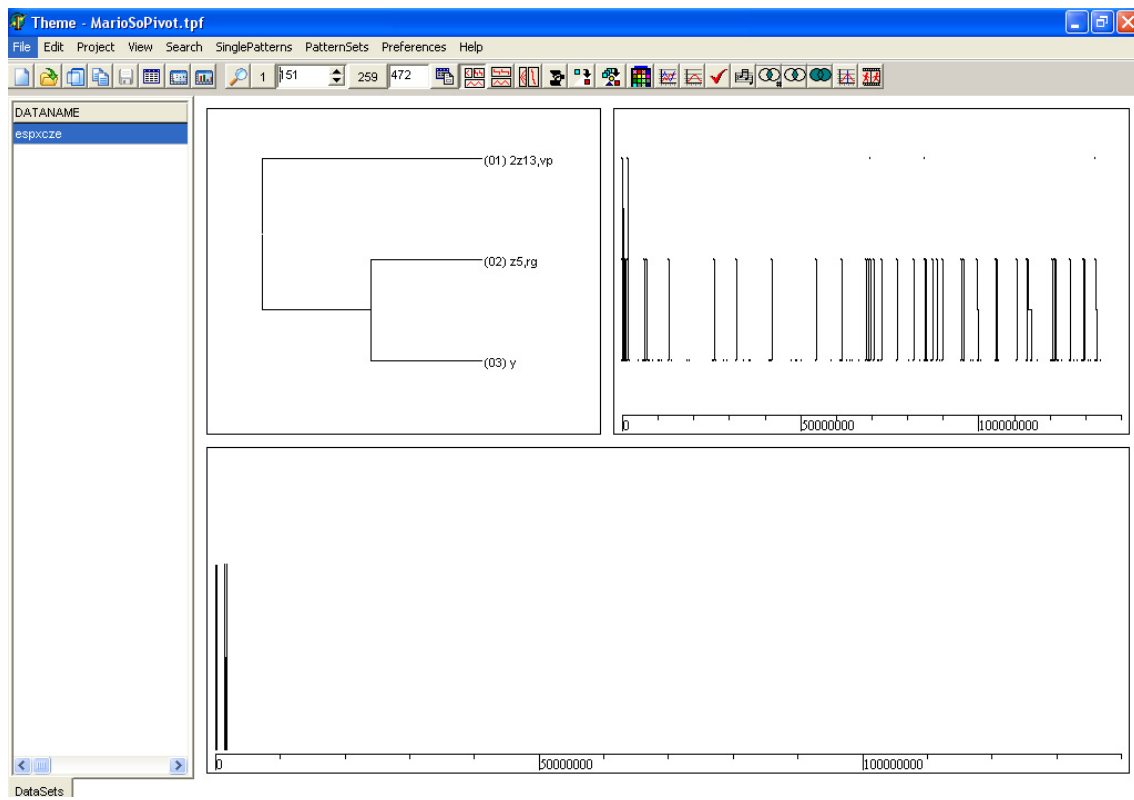 Theme - MarioSoPivot.tpf
File Edit Project View Search SinglePatterns PatternSets Preferences Help
1 151 259 472
DATANAME
espxcze
(01) 2z13,vp
(02) z5,rg
(03) y
0 50000000 100000000
0 50000000 100000000
DataSets